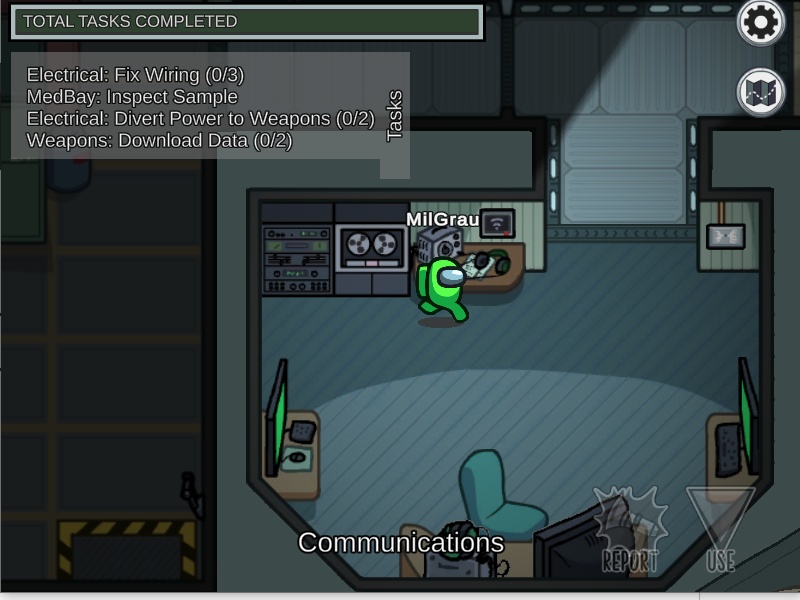 TOTAL TASKS COMPLETED
Electrical: Fix Wiring (0/3)
MedBay: Inspect Sample
Electrical: Divert Power to Weapons (0/2)
Weapons: Download Data (0/2)
Tasks
MilGrau
Communications
REPORT
USE